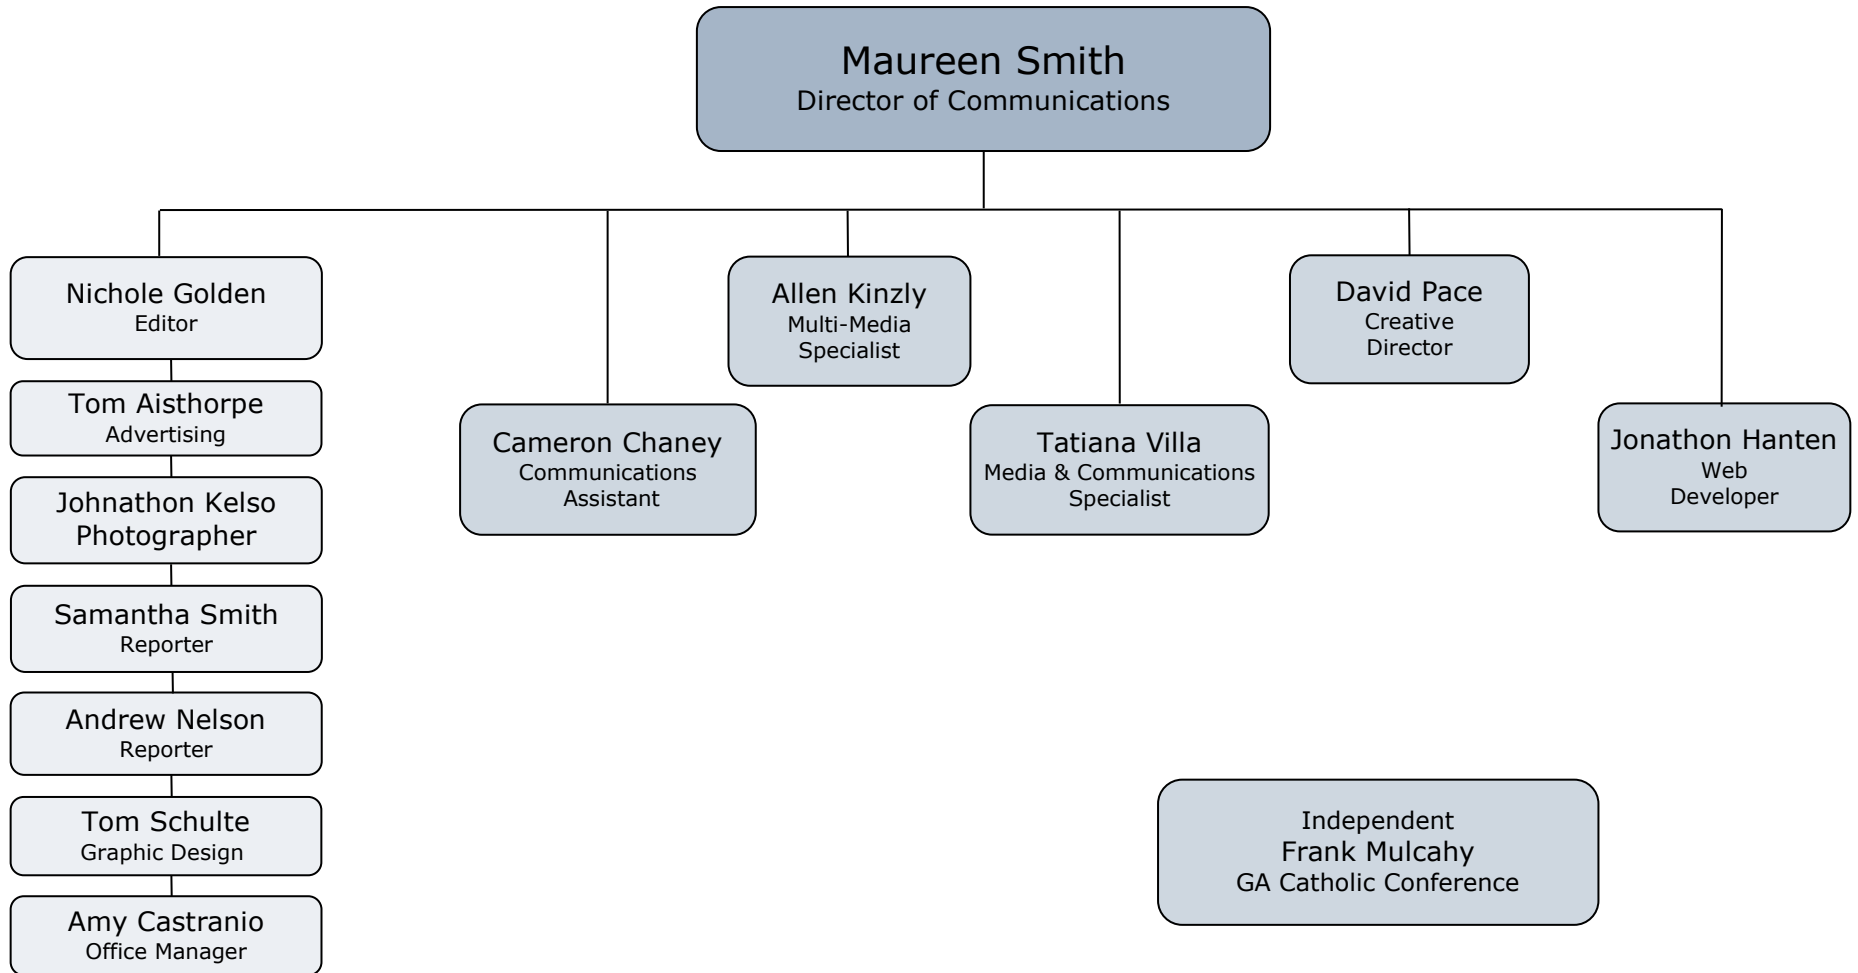 Maureen Smith
Director of Communications
Nichole Golden
Editor
Tom Aisthorpe
Advertising
Johnathon Kelso
Photographer
Samantha Smith
Reporter
Andrew Nelson
Reporter
Tom Schulte
Graphic Design
Amy Castranio
Office Manager
Cameron Chaney
Communications
Assistant
Allen Kinzly
Multi-Media
Specialist
Tatiana Villa
Media & Communications
Specialist
David Pace
Creative
Director
Jonathon Hanten
Web
Developer
Independent
Frank Mulcahy
GA Catholic Conference